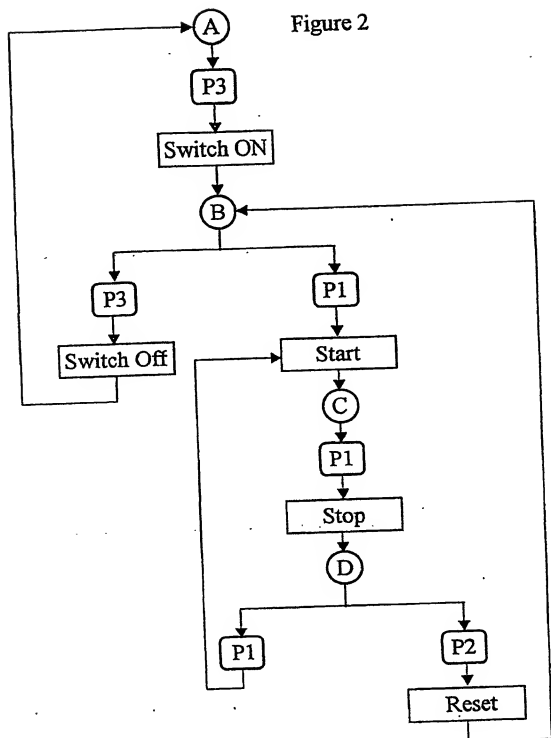 Figure 2
A
P3
Switch ON
B
P3
P1
Switch Off
Start
C
P1
Stop
D
P1
P2
Reset